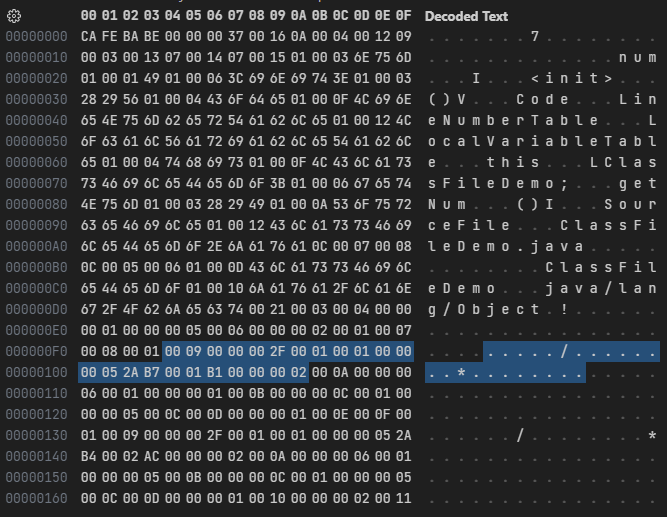 00 01 02 03 04 05 06 07 08 09 0A 0B 0C 0D 0E 0F Decoded Text
00000000 CA FE BA BE 00 00 00 37 00 16 0A 00 04 00 12 09 . . . . . . . 7 . . . . . . . .
00000010 00 03 00 13 07 00 14 07 00 15 01 00 03 6E 75 6D . . . . . . . . . . . . . n u m
00000020 01 00 01 49 01 00 06 3C 69 6E 69 74 3E 01 00 03 . . . I . . . < i n i t > . . .
00000030 28 29 56 01 00 04 43 6F 64 65 01 00 0F 4C 69 6E ( ) V . . . C o d e . . . L i n
00000040 65 4E 75 6D 62 65 72 54 61 62 6C 65 01 00 12 4C e N u m b e r T a b l e . . . L
00000050 6F 63 61 6C 56 61 72 69 61 62 6C 65 54 61 62 6C o c a l V a r i a b l e T a b l
00000060 65 01 00 04 74 68 69 73 01 00 0F 4C 43 6C 61 73 e . . . t h i s . . . L C l a s
00000070 73 46 69 6C 65 44 65 6D 6F 3B 01 00 06 67 65 74 s F i l e D e m o ; . . . g e t
00000080 4E 75 6D 01 00 03 28 29 49 01 00 0A 53 6F 75 72 N u m . . . ( ) I . . . S o u r
00000090 63 65 46 69 6C 65 01 00 12 43 6C 61 73 73 46 69 c e F i l e . . . C l a s s F i
000000A0 6C 65 44 65 6D 6F 2E 6A 61 76 61 0C 00 07 00 08 l e D e m o . j a v a . . . . .
000000B0 0C 00 05 00 06 01 00 0D 43 6C 61 73 73 46 69 6C . . . . . . . . C l a s s F i l
000000C0 65 44 65 6D 6F 01 00 10 6A 61 76 61 2F 6C 61 6E e D e m o . . . j a v a / l a n
000000D0 67 2F 4F 62 6A 65 63 74 00 21 00 03 00 04 00 00 g / O b j e c t . ! . . . . . .
000000E0 00 01 00 00 00 05 00 06 00 00 00 02 00 01 00 07 . . . . . . . . . . . . . . . .
000000F0 00 08 00 01 00 09 00 00 00 2F 00 01 00 01 00 00 . . . . . . . . . / . . . . . .
00000100 00 05 2A B7 00 01 B1 00 00 00 02 00 0A 00 00 00 . . * . . . . . . . . . . . . .
00000110 06 00 01 00 00 00 01 00 0B 00 00 00 0C 00 01 00 . . . . . . . . . . . . . . . .
00000120 00 00 05 00 0C 00 0D 00 00 00 01 00 0E 00 0F 00 . . . . . . . . . . . . . . . .
00000130 01 00 09 00 00 00 2F 00 01 00 01 00 00 00 05 2A . . . . . . / . . . . . . . . *
00000140 B4 00 02 AC 00 00 00 02 00 0A 00 00 00 06 00 01 . . . . . . . . . . . . . . . .
00000150 00 00 00 05 00 0B 00 00 00 0C 00 01 00 00 00 05 . . . . . . . . . . . . . . . .
00000160 00 0C 00 0D 00 00 00 01 00 10 00 00 00 02 00 11 . . . . . . . . . . . . . . . .